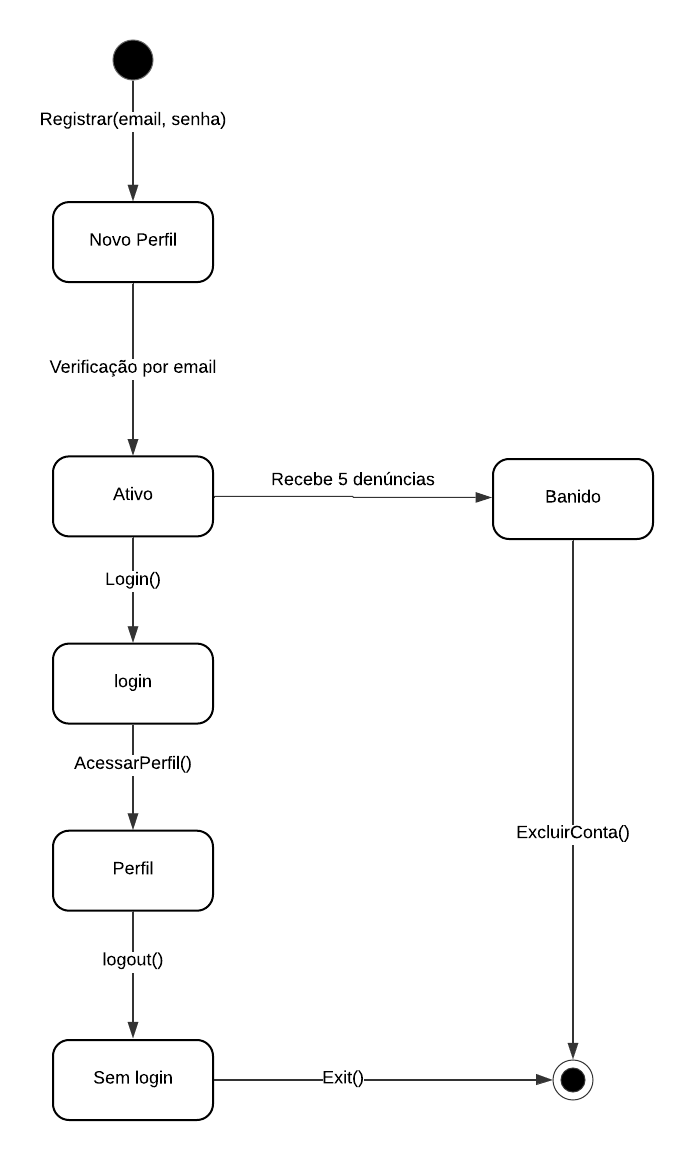 Registrar(email, senha)
Novo Perfil
Verificação por email
Ativo
Recebe 5 denúncias
Banido
Login()
login
AcessarPerfil()
ExcluirConta()
Perfil
logout()
Sem login
Exit()